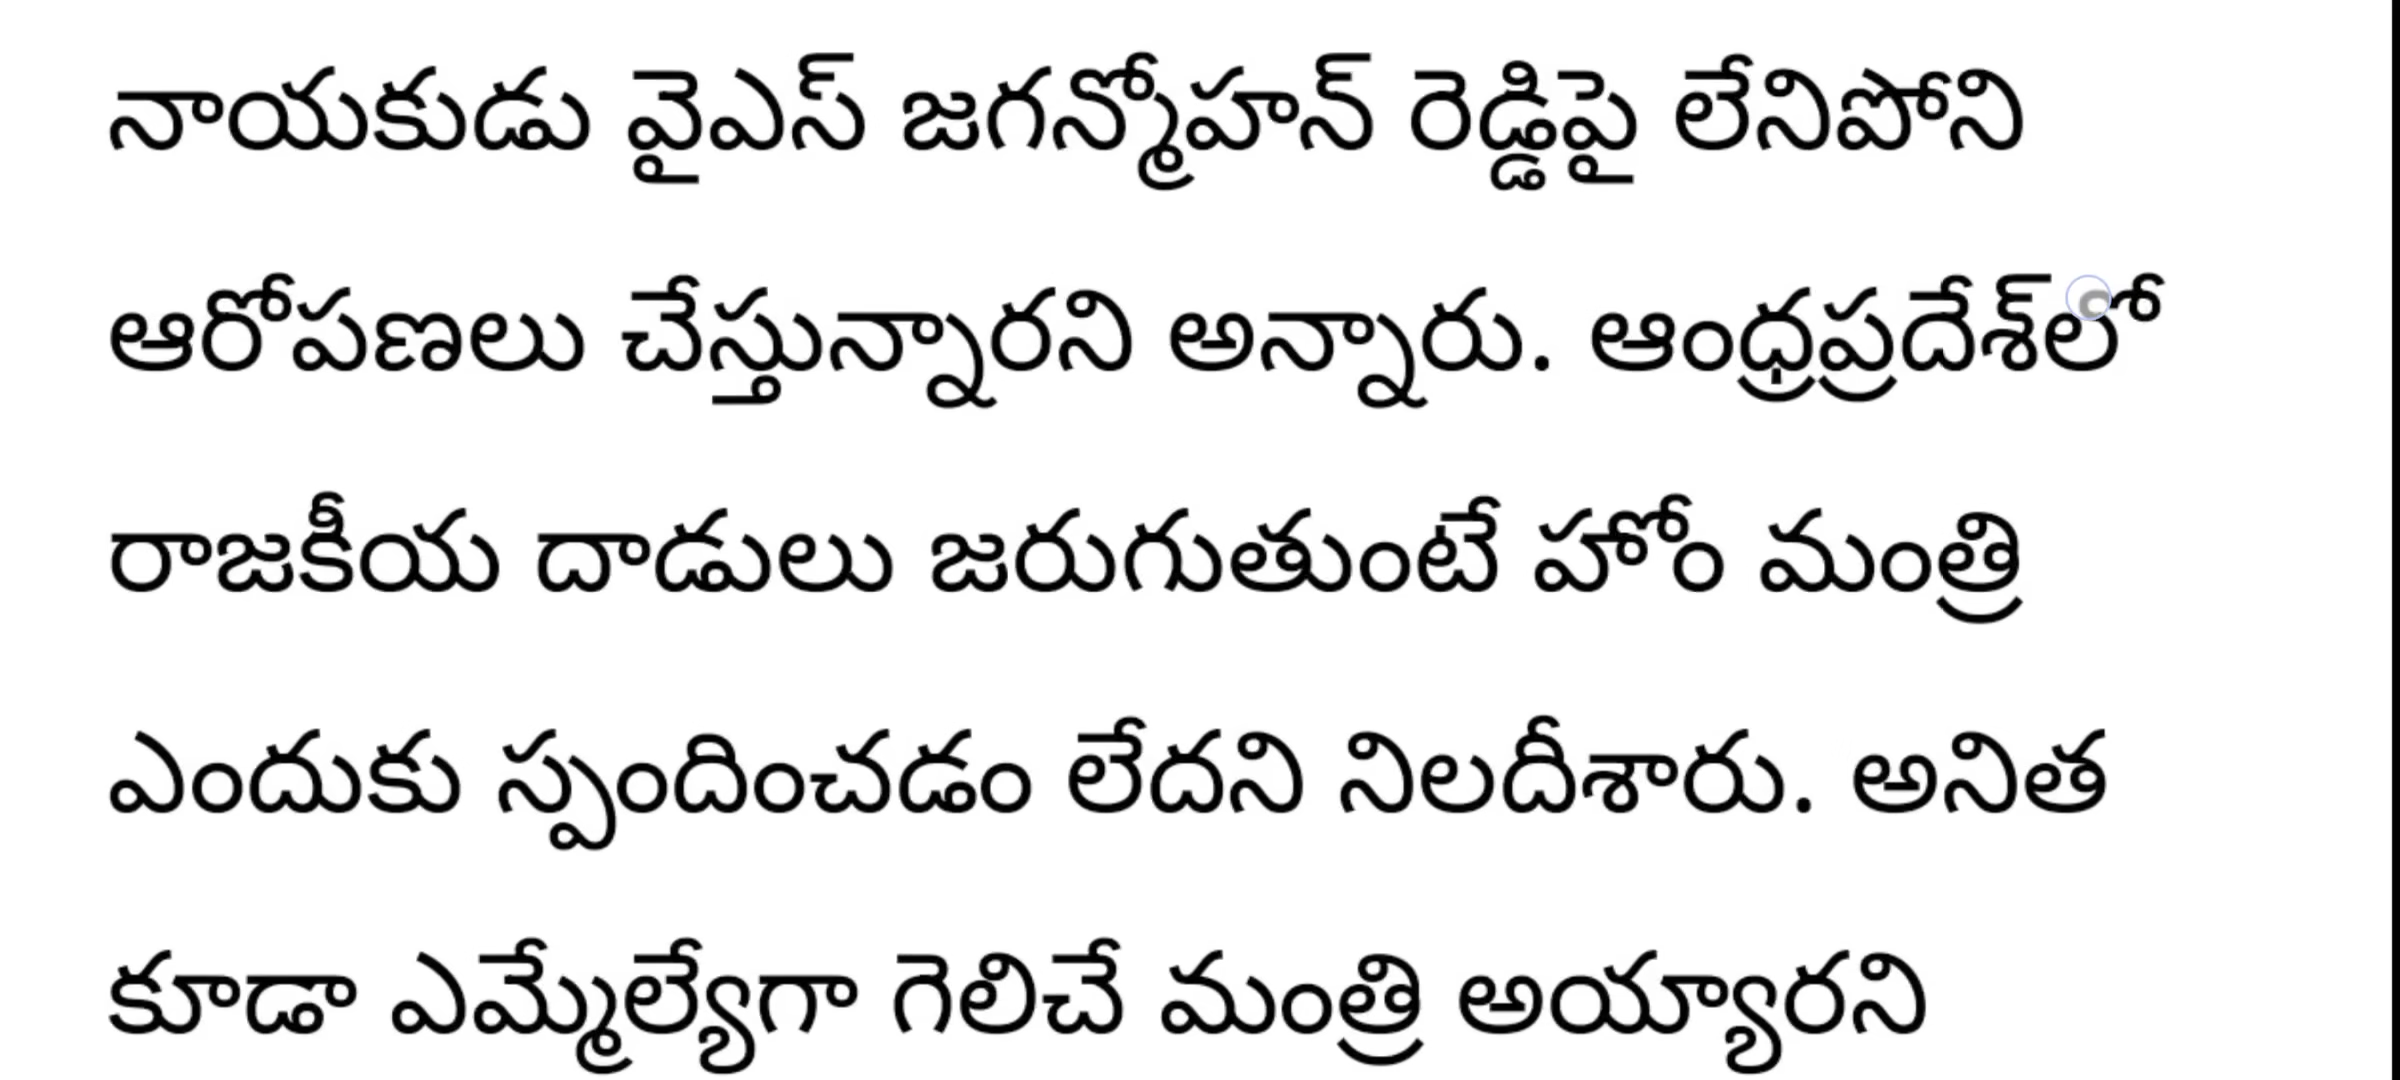 నాయకుడు వైఎస్ జగన్మోహన్ రెడ్డిపై లేనిపోని
ఆరోపణలు చేస్తున్నారని అన్నారు. ఆంధ్రప్రదేశ్‌లో
రాజకీయ దాడులు జరుగుతుంటే హోం మంత్రి
ఎందుకు స్పందించడం లేదని నిలదీశారు. అనిత
కూడా ఎమ్మేల్యేగా గెలిచే మంత్రి అయ్యారని